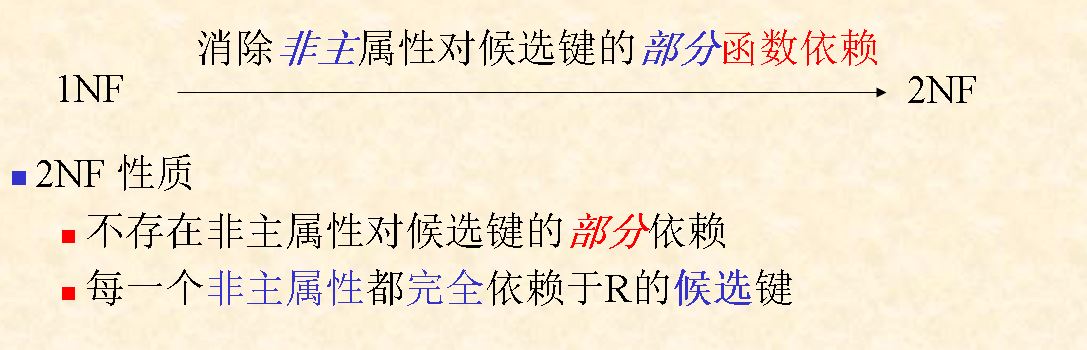 消除非主属性对候选键的部分函数依赖
1NF
2NF
2NF 性质
不存在非主属性对候选键的部分依赖
每一个非主属性都完全依赖于R的候选键